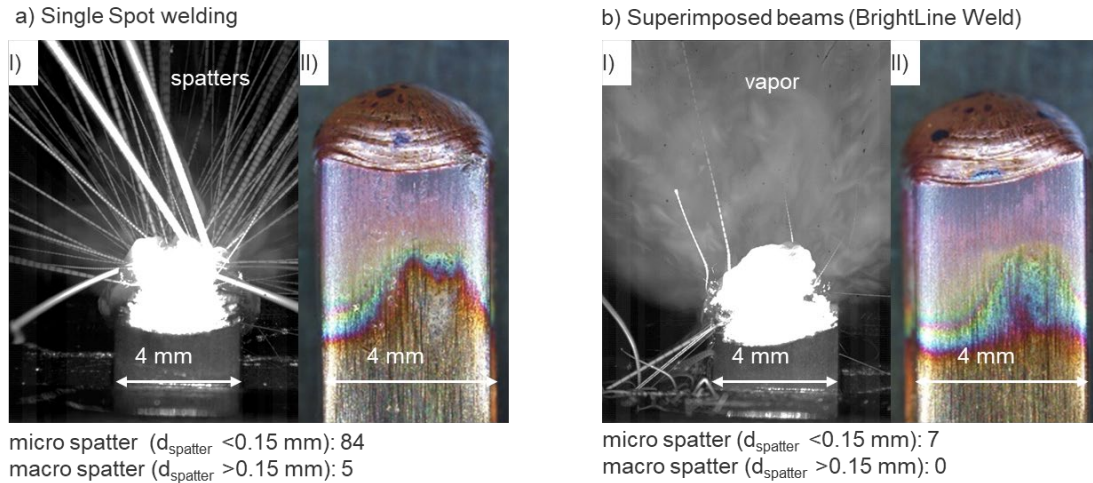 a) Single Spot welding
b) Superimposed beams (BrightLine Weld)
I)
spatters
II)
I)
vapor
II)
4 mm
4 mm
4 mm
4 mm
micro spatter (dspatter <0.15 mm): 84
macro spatter (dspatter >0.15 mm): 5
micro spatter (dspatter <0.15 mm): 7
macro spatter (dspatter >0.15 mm): 0